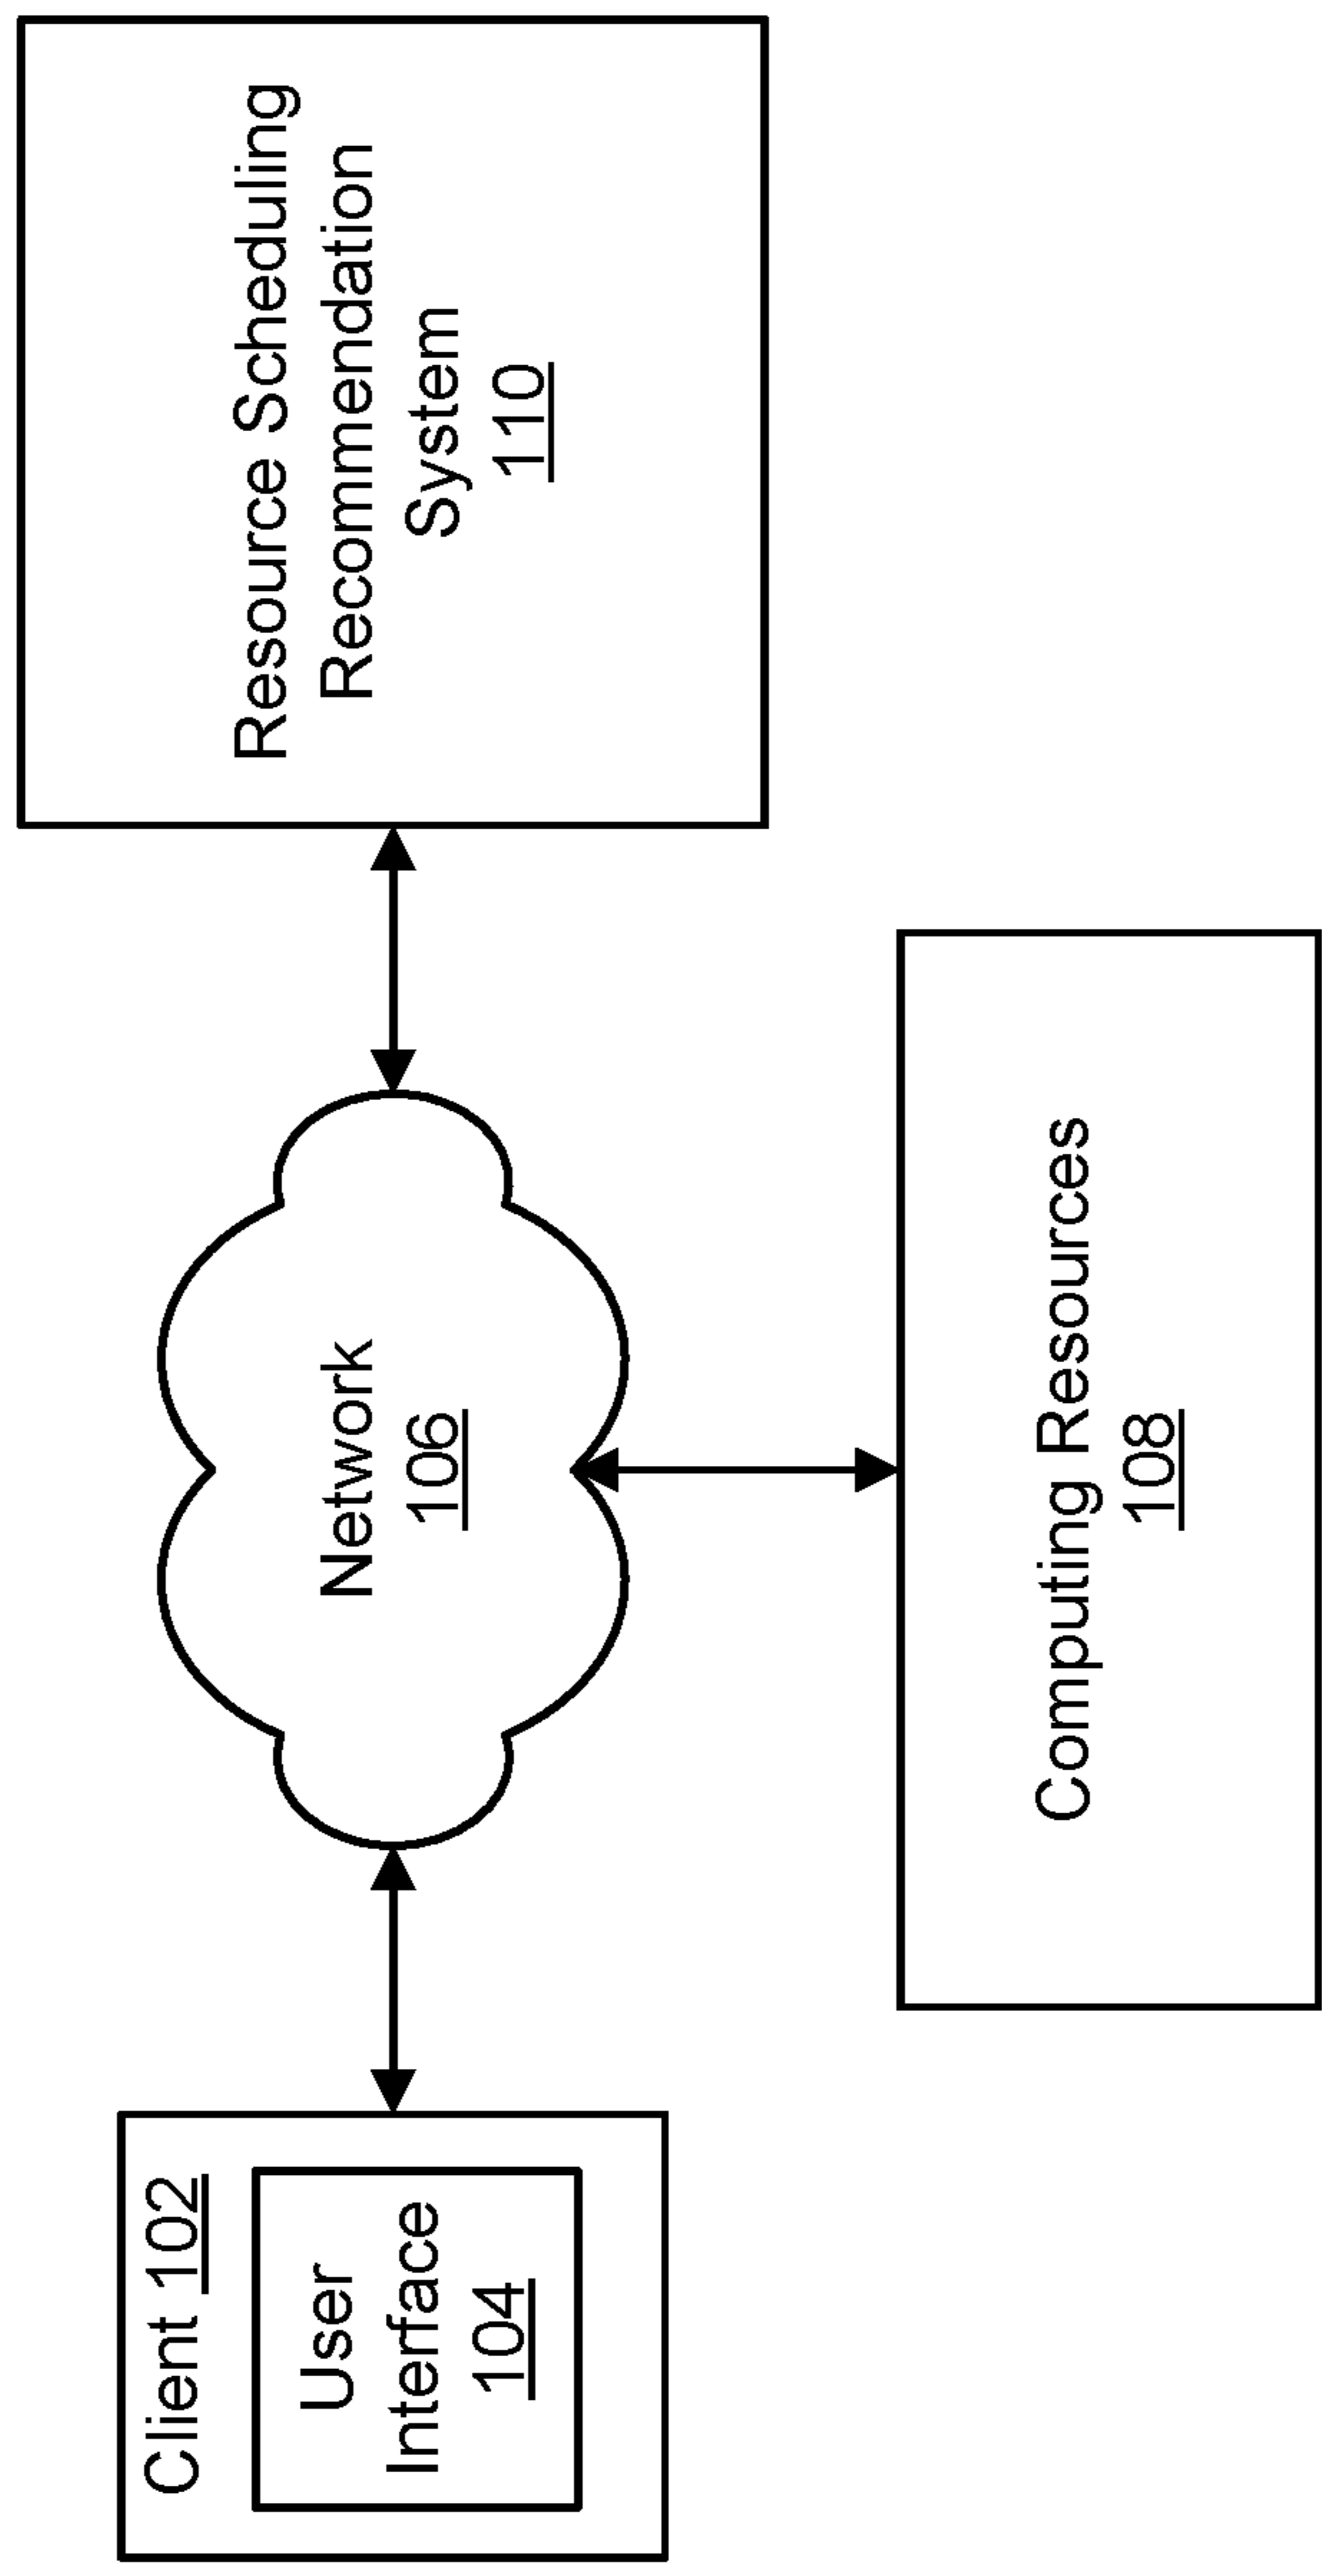 Client 102
User
Interface
104
Network
106
Computing Resources
108
Resource Scheduling
Recommendation
System
110